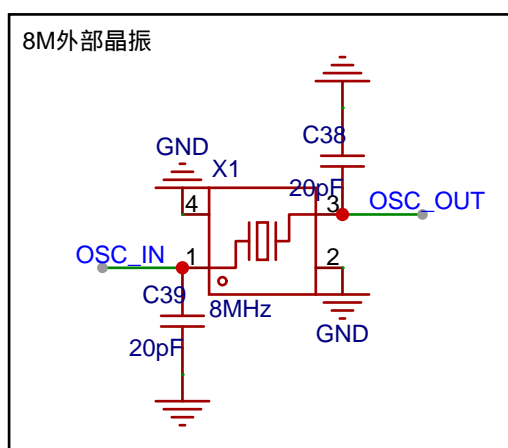 8M外部晶振
C38
GND
X1
20pF
4
3
OSC_OUT
OSC_IN
1
2
C39
8MHz
GND
20pF